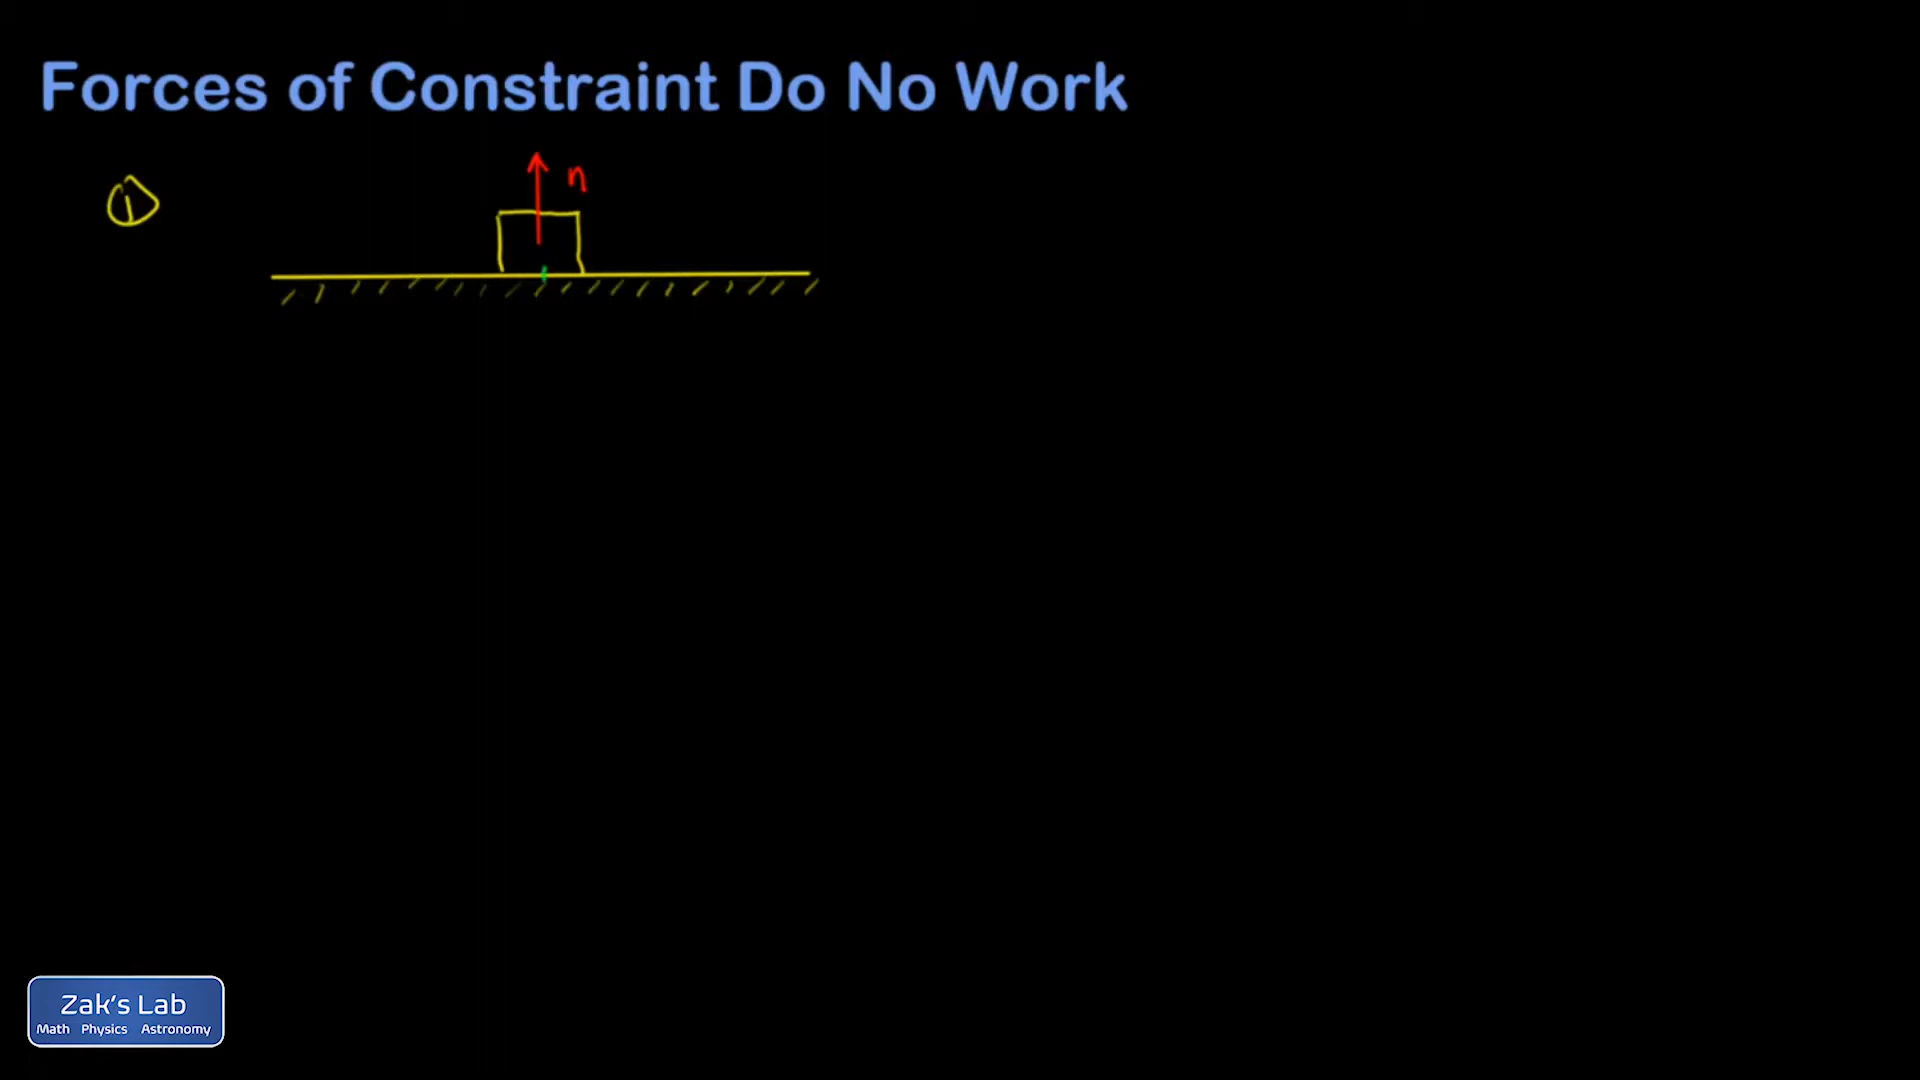 Forces of Constraint Do No Work
①
n
Zak's Lab
Math Physics Astronomy